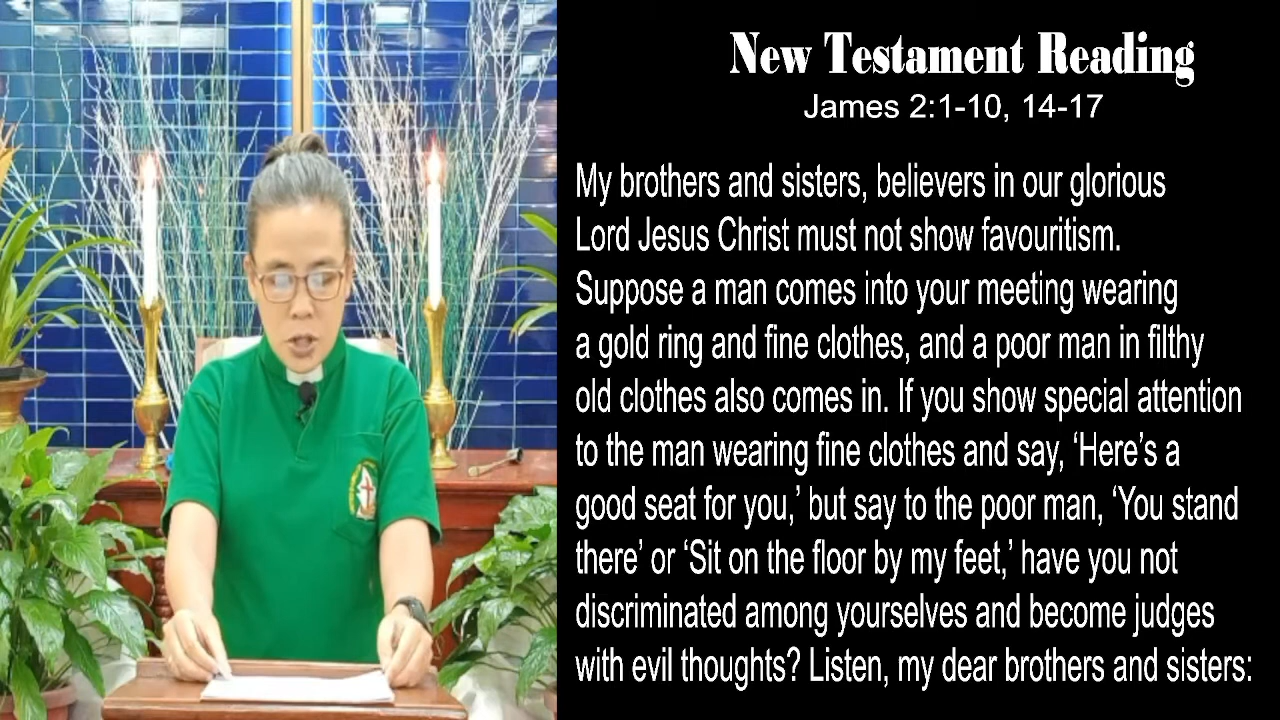 New Testament Reading
James 2:1-10, 14-17
My brothers and sisters, believers in our glorious
Lord Jesus Christ must not show favouritism.
Suppose a man comes into your meeting wearing
a gold ring and fine clothes, and a poor man in filthy
old clothes also comes in. If you show special attention
to the man wearing fine clothes and say, ‘Here’s a
good seat for you,’ but say to the poor man, ‘You stand
there’ or ‘Sit on the floor by my feet,’ have you not
discriminated among yourselves and become judges
with evil thoughts? Listen, my dear brothers and sisters: